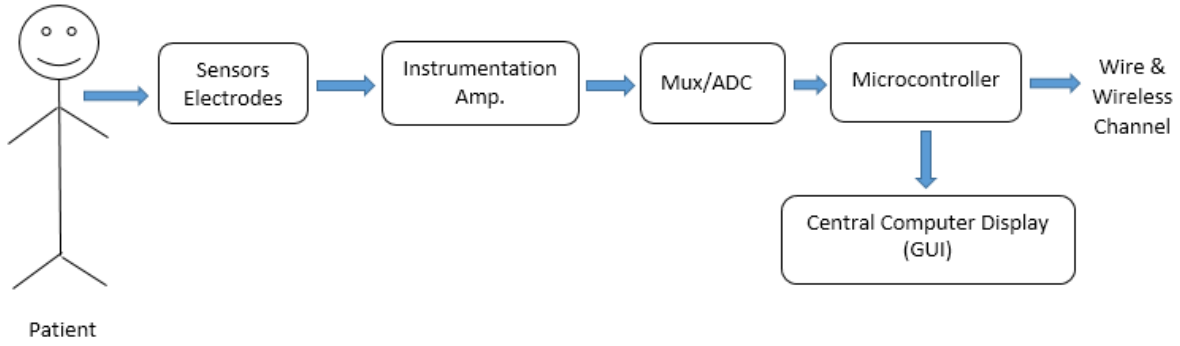 Sensors
Electrodes
Instrumentation
Amp.
Mux/ADC
Microcontroller
Wire &
Wireless
Channel
Central Computer Display
(GUI)
Patient